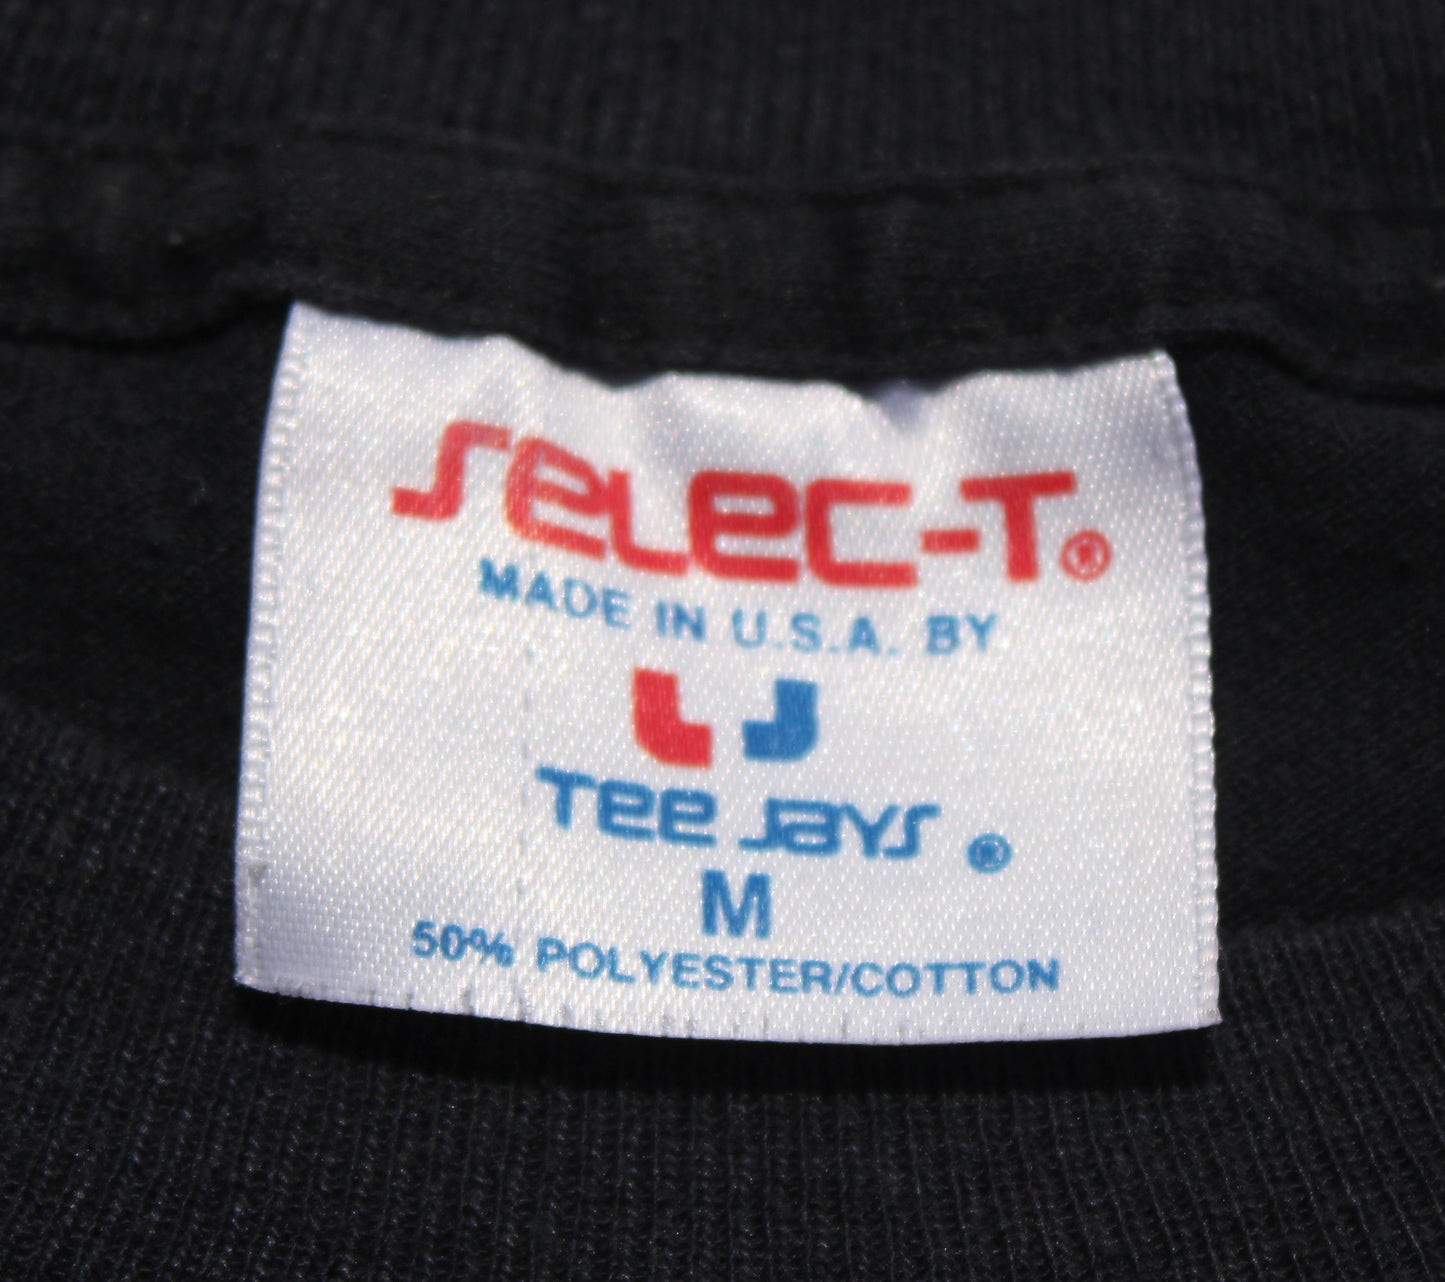 SELEC-T®
MADE IN U.S.A. BY
TEE JAYS ®
M
50% POLYESTER/COTTON